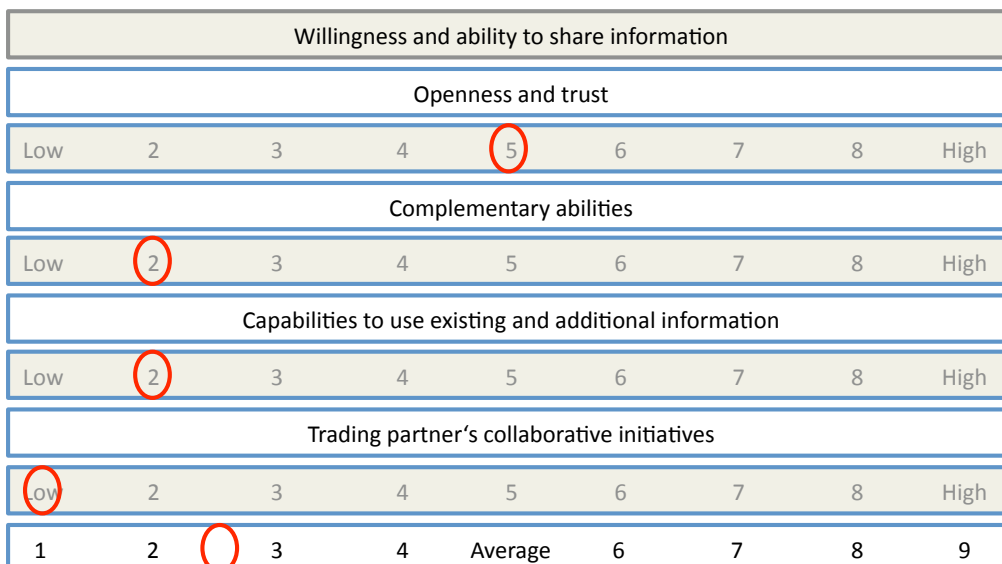 Willingness and ability to share information
Openness and trust
Low 2 3 4 5 6 7 8 High
Complementary abilities
Low 2 3 4 5 6 7 8 High
Capabilities to use existing and additional information
Low 2 3 4 5 6 7 8 High
Trading partner‘s collaborative initiatives
Low 2 3 4 5 6 7 8 High
1 2 3 4 Average 6 7 8 9